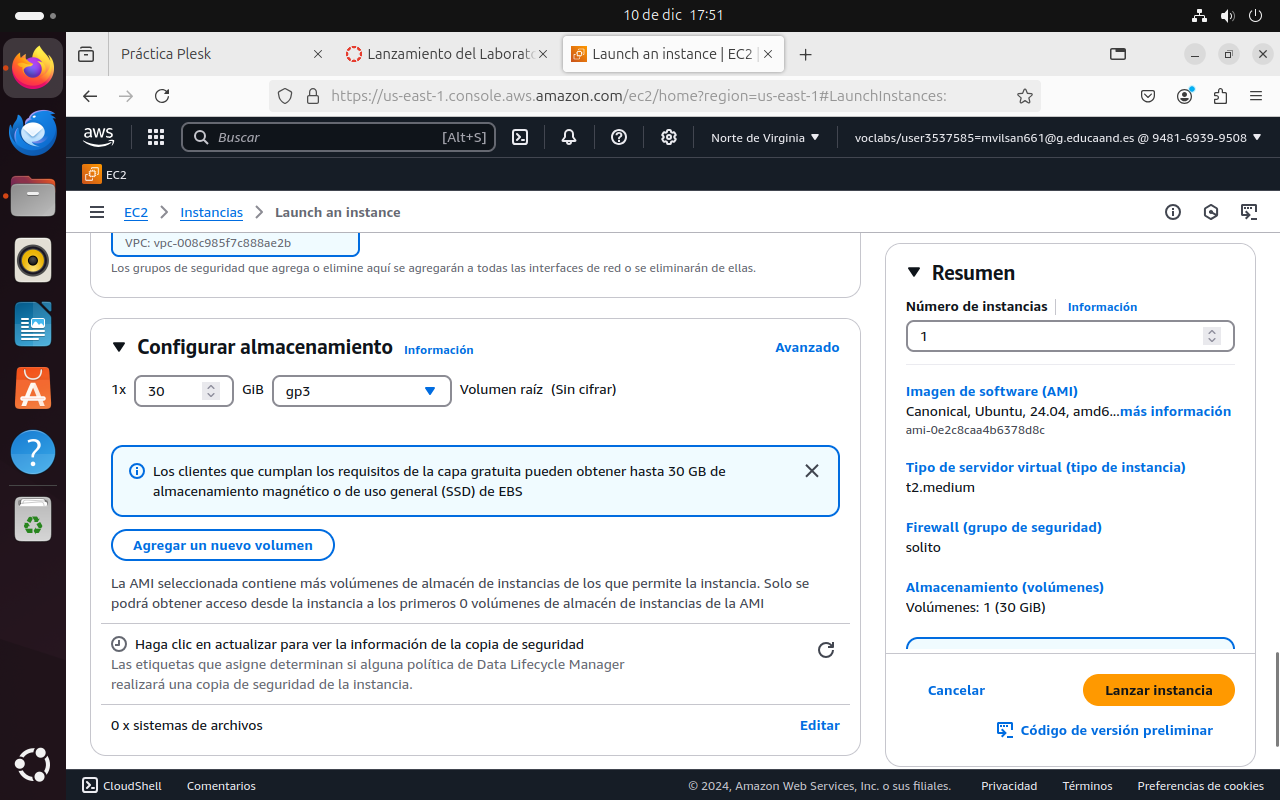 10 de dic 17:51
Práctica Plesk
Lanzamiento del Laborato
Launch an instance | EC2 |
https://us-east-1.console.aws.amazon.com/ec2/home?region=us-east-1#LaunchInstances:
aws
Buscar
[Alt+S]
Norte de Virginia
voclabs/user3537585=mvilsan661@g.educaand.es @ 9481-6939-9508
EC2
EC2
Instancias
Launch an instance
VPC: vpc-008c985f7c888ae2b
Los grupos de seguridad que agrega o elimine aquí se agregarán a todas las interfaces de red o se eliminarán de ellas.
Configurar almacenamiento
Información
Avanzado
1x
30
GiB
gp3
Volumen raíz (Sin cifrar)
Los clientes que cumplan los requisitos de la capa gratuita pueden obtener hasta 30 GB de
almacenamiento magnético o de uso general (SSD) de EBS
Agregar un nuevo volumen
La AMI seleccionada contiene más volúmenes de almacén de instancias de los que permite la instancia. Solo se
podrá obtener acceso desde la instancia a los primeros 0 volúmenes de almacén de instancias de la AMI
Haga clic en actualizar para ver la información de la copia de seguridad
Las etiquetas que asigne determinan si alguna política de Data Lifecycle Manager
realizará una copia de seguridad de la instancia.
0 x sistemas de archivos
Editar
Resumen
Número de instancias
Información
1
Imagen de software (AMI)
Canonical, Ubuntu, 24.04, amd6...más información
ami-0e2c8caa4b6378d8c
Tipo de servidor virtual (tipo de instancia)
t2.medium
Firewall (grupo de seguridad)
solito
Almacenamiento (volúmenes)
Volúmenes: 1 (30 GiB)
Cancelar
Lanzar instancia
Código de versión preliminar
CloudShell
Comentarios
© 2024, Amazon Web Services, Inc. o sus filiales.
Privacidad
Términos
Preferencias de cookies